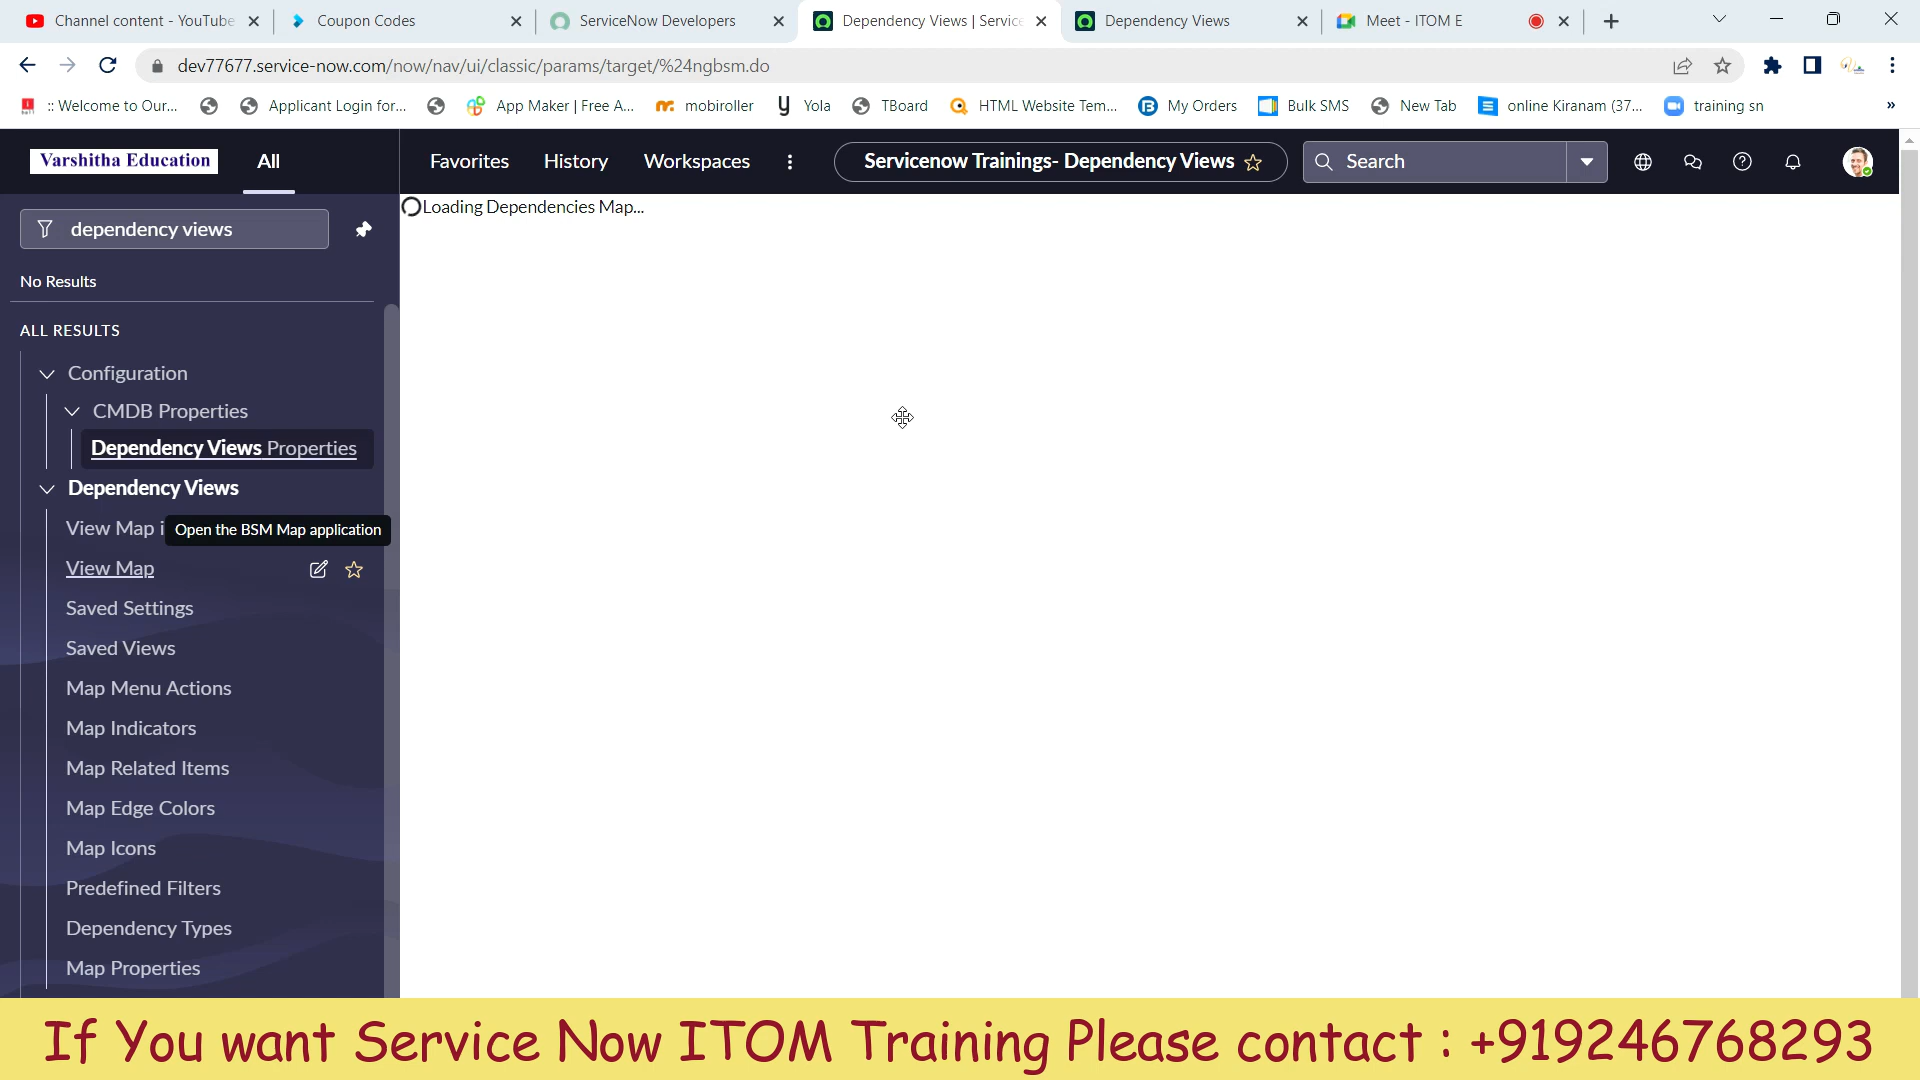 Channel content - YouTube
Coupon Codes
ServiceNow Developers
Dependency Views | Service
Dependency Views
Meet - ITOM E
dev77677.service-now.com/now/nav/ui/classic/params/target/%24ngbsm.do
:: Welcome to Our...
Applicant Login for...
App Maker | Free A...
mobiroller
Yola
TBoard
HTML Website Tem...
My Orders
Bulk SMS
New Tab
online Kiranam (37...
training sn
»
Varshitha Education
All
Favorites
History
Workspaces
Servicenow Trainings- Dependency Views
Search
dependency views
No Results
ALL RESULTS
Configuration
CMDB Properties
Dependency Views Properties
Dependency Views
View Map i
Open the BSM Map application
View Map
Saved Settings
Saved Views
Map Menu Actions
Map Indicators
Map Related Items
Map Edge Colors
Map Icons
Predefined Filters
Dependency Types
Map Properties
Loading Dependencies Map...
If You want Service Now ITOM Training Please contact : +919246768293